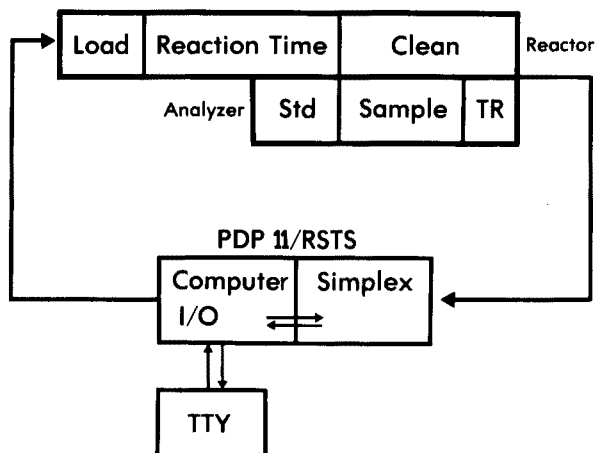 Load Reaction Time Clean Reactor
Analyzer Std Sample TR
PDP 11/RSTS
Computer Simplex
I/O
TTY